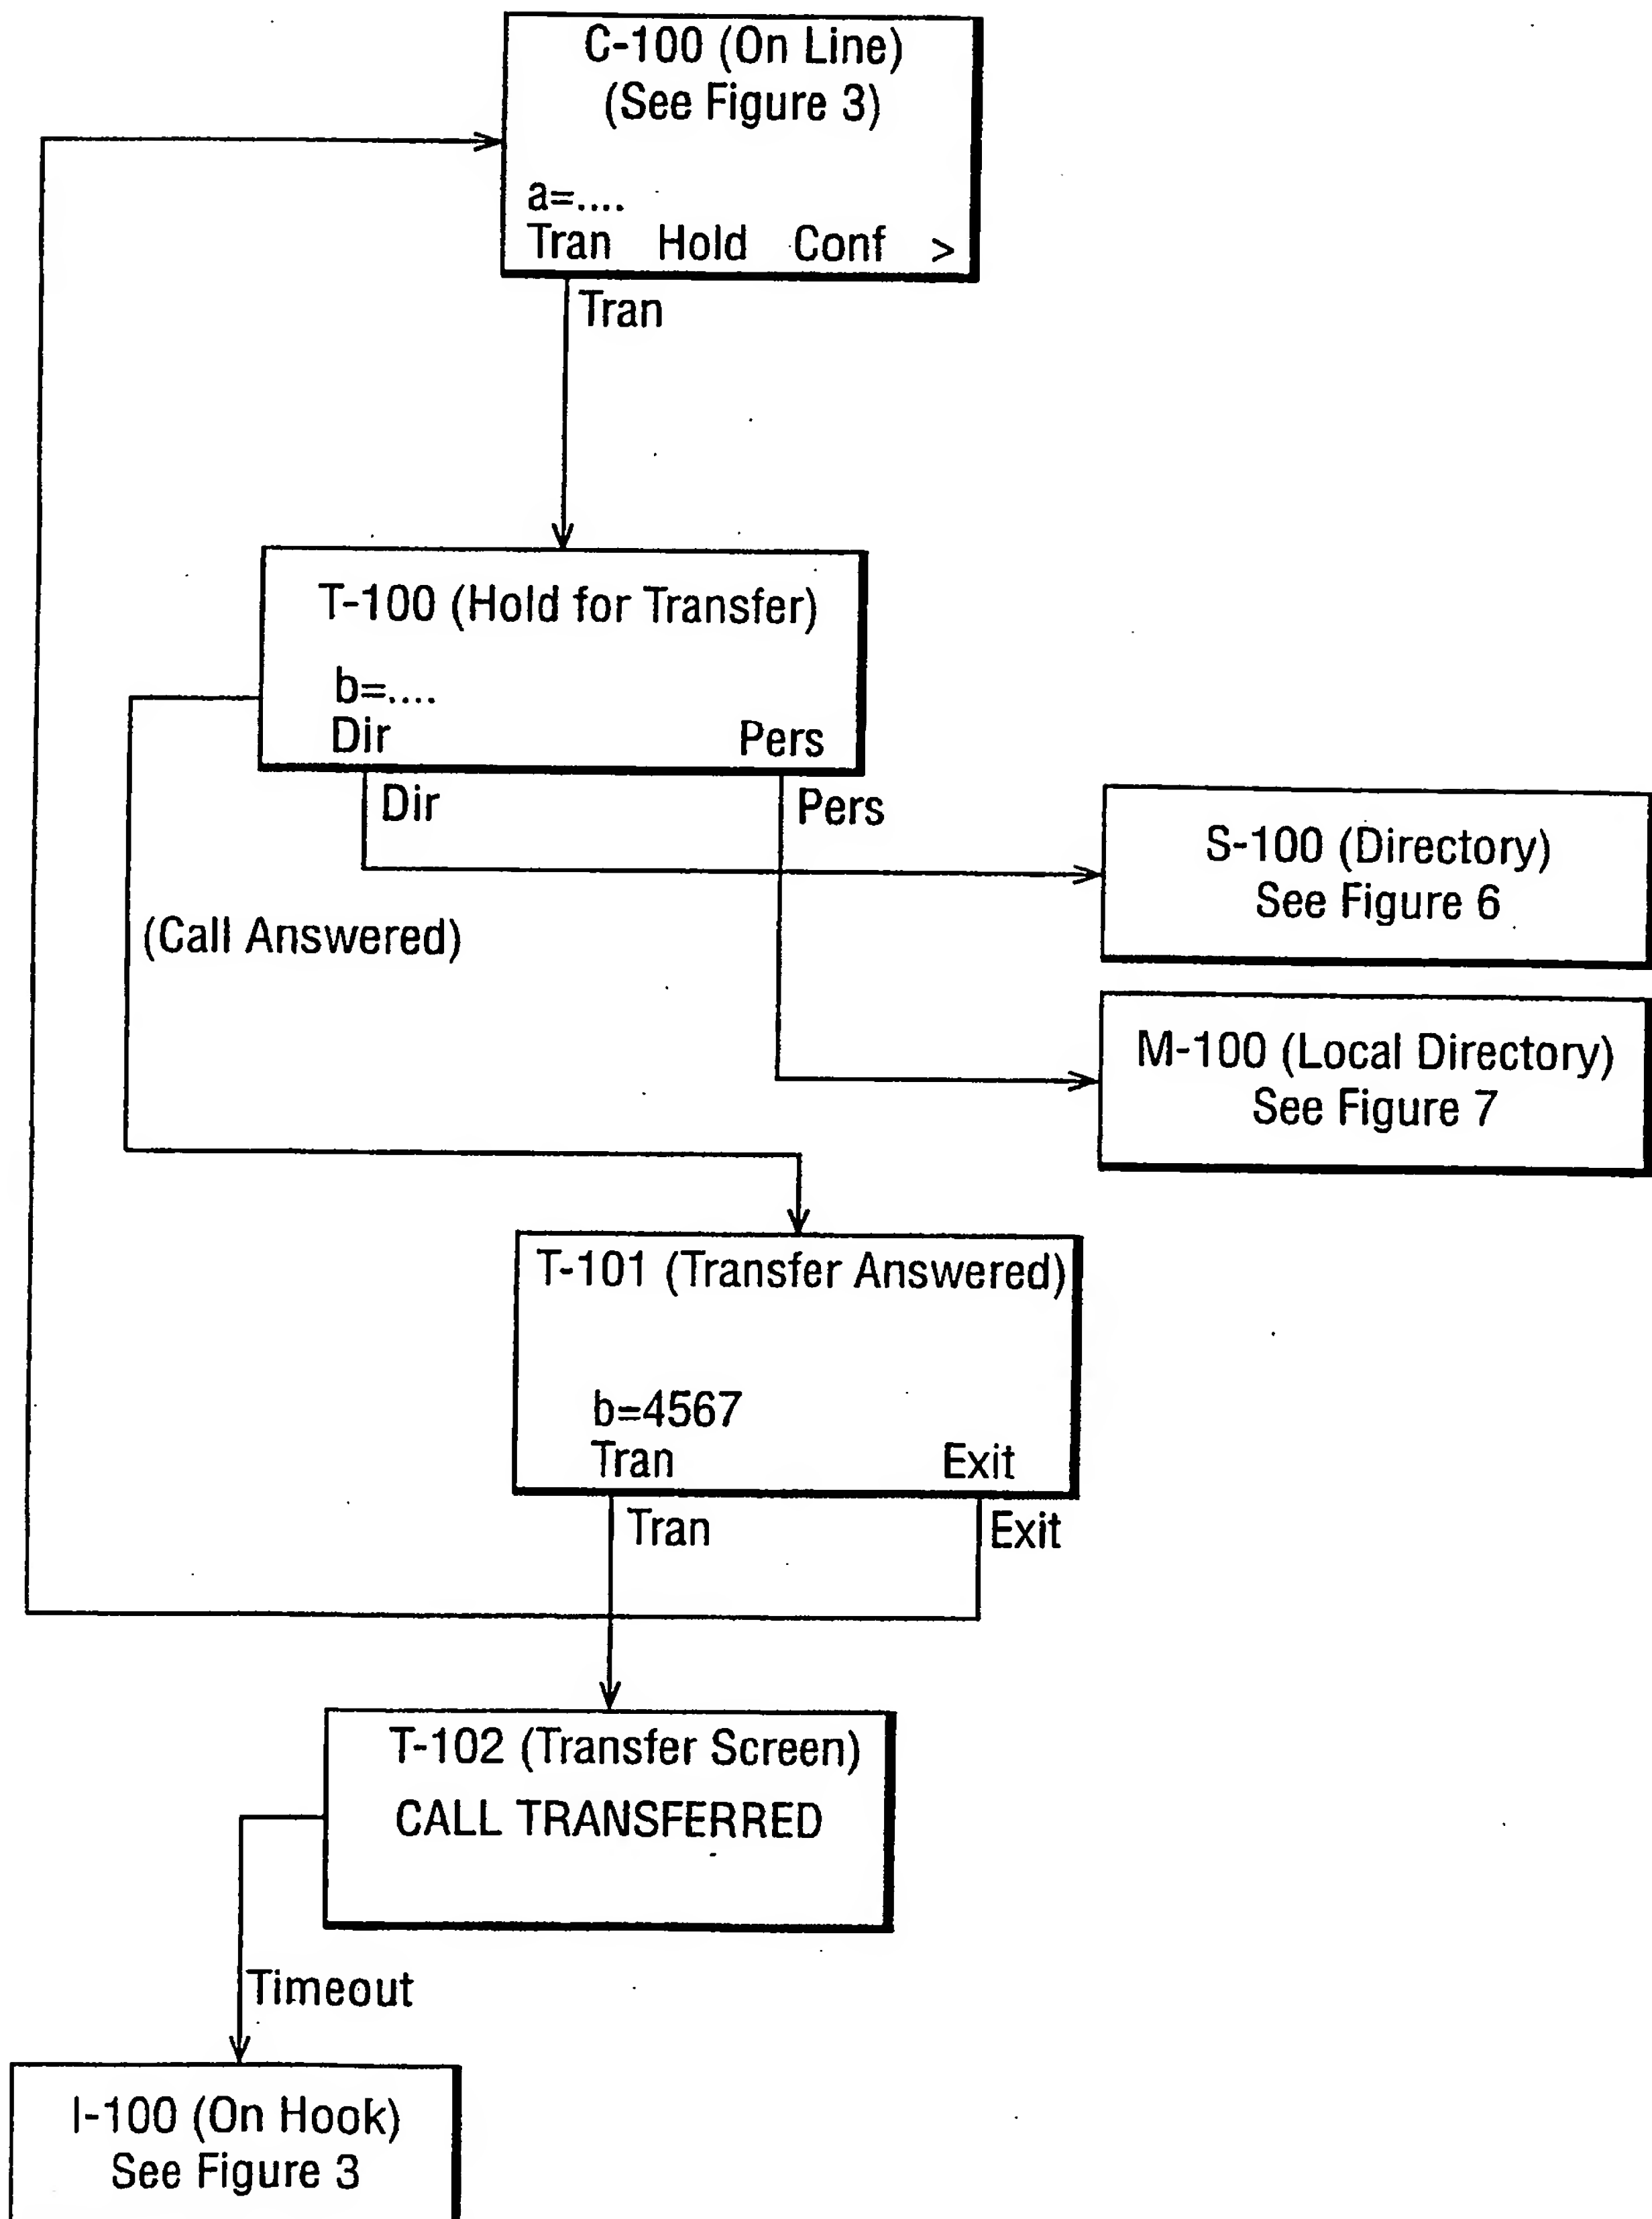 C-100 (On Line)
(See Figure 3)
a=....
Tran Hold Conf >
Tran
T-100 (Hold for Transfer)
b=....
Dir Pers
Dir
Pers
S-100 (Directory)
See Figure 6
(Call Answered)
M-100 (Local Directory)
See Figure 7
T-101 (Transfer Answered)
b=4567
Tran Exit
Tran
Exit
T-102 (Transfer Screen)
CALL TRANSFERRED
Timeout
I-100 (On Hook)
See Figure 3